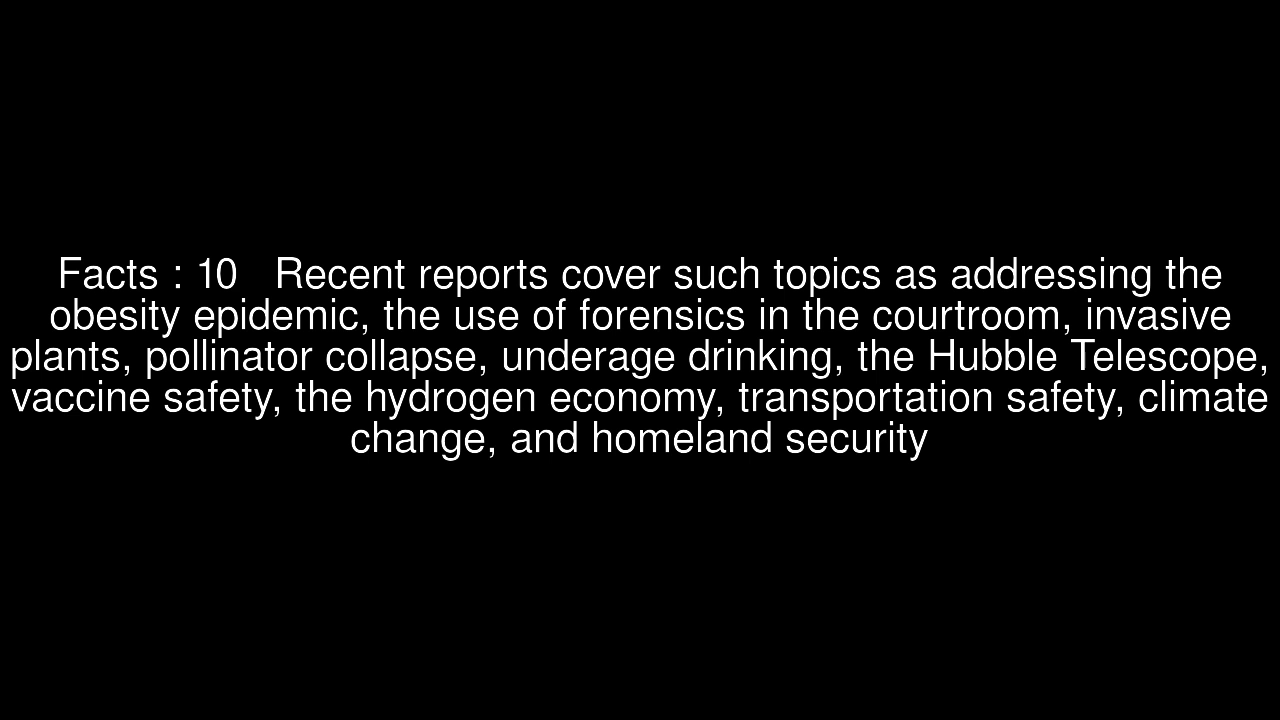 Facts : 10   Recent reports cover such topics as addressing the
obesity epidemic, the use of forensics in the courtroom, invasive
plants, pollinator collapse, underage drinking, the Hubble Telescope,
vaccine safety, the hydrogen economy, transportation safety, climate
change, and homeland security